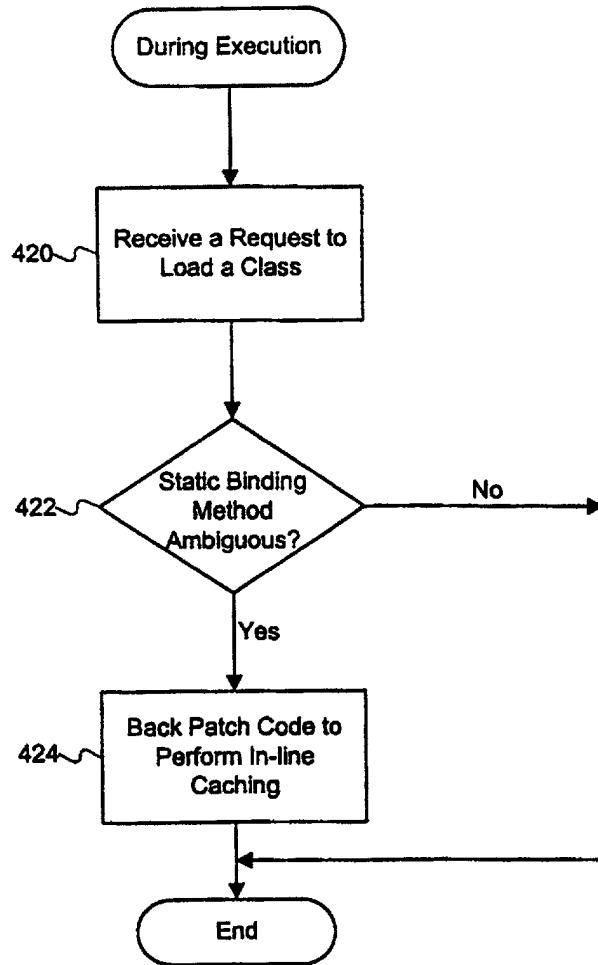 During Execution
420
Receive a Request to
Load a Class
422
Static Binding
Method
Ambiguous?
No
Yes
424
Back Patch Code to
Perform In-line
Caching
End